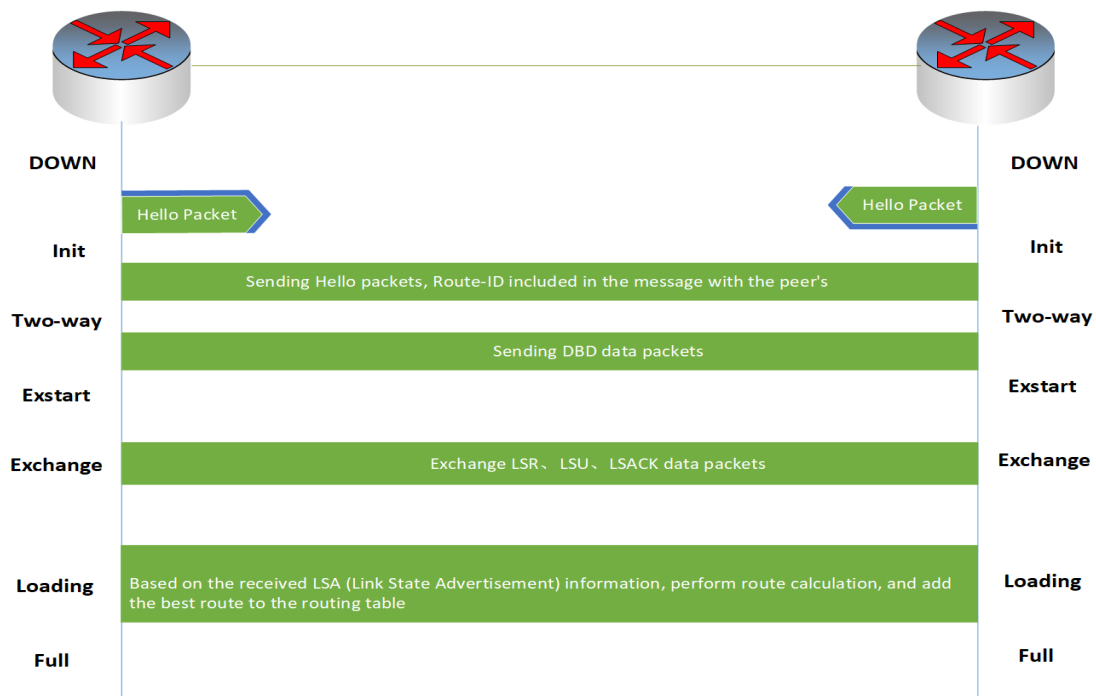 DOWN
DOWN
Hello Packet
Hello Packet
Init
Init
Sending Hello packets, Route-ID included in the message with the peer's
Two-way
Two-way
Sending DBD data packets
Exstart
Exstart
Exchange
Exchange LSR、LSU、LSACK data packets
Exchange
Loading
Based on the received LSA (Link State Advertisement) information, perform route calculation, and add
the best route to the routing table
Loading
Full
Full